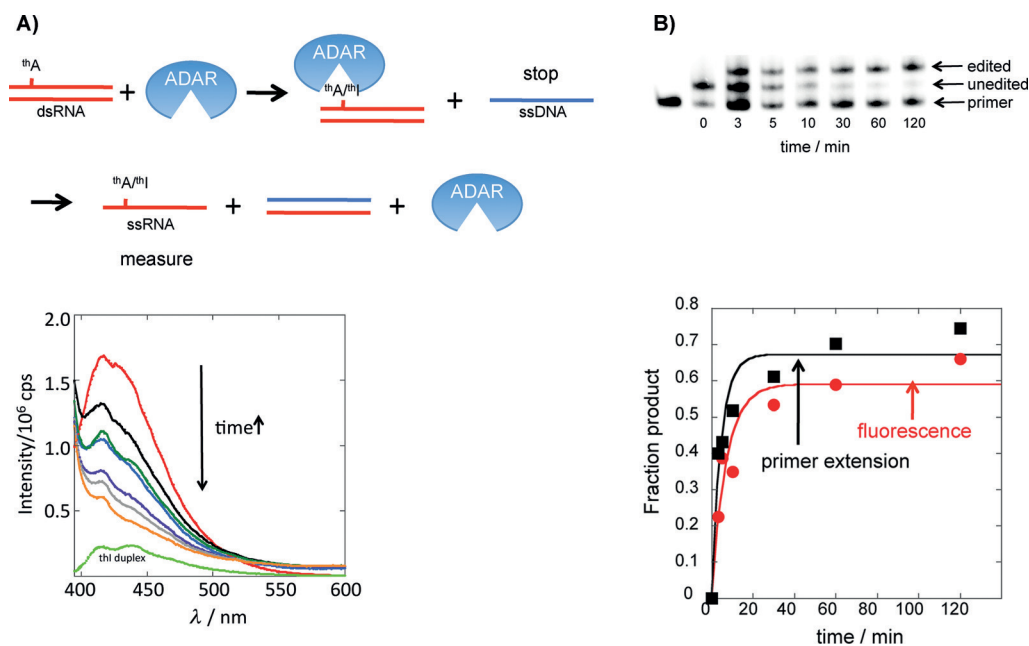 A)
thA
ADAR
dsRNA
+
ADAR
thA/thI
+
stop
ssDNA
thA/thI
ssRNA
+
+
ADAR
measure
Intensity/10⁶ cps
2.0
1.5
1.0
0.5
time↑
thI duplex
395 450 500 550 600
λ / nm
B)
edited
unedited
primer
0 3 5 10 30 60 120
time / min
Fraction product
0.8
0.7
0.6
0.5
0.4
0.3
0.2
0.1
0
fluorescence
primer extension
0 20 40 60 80 100 120
time / min